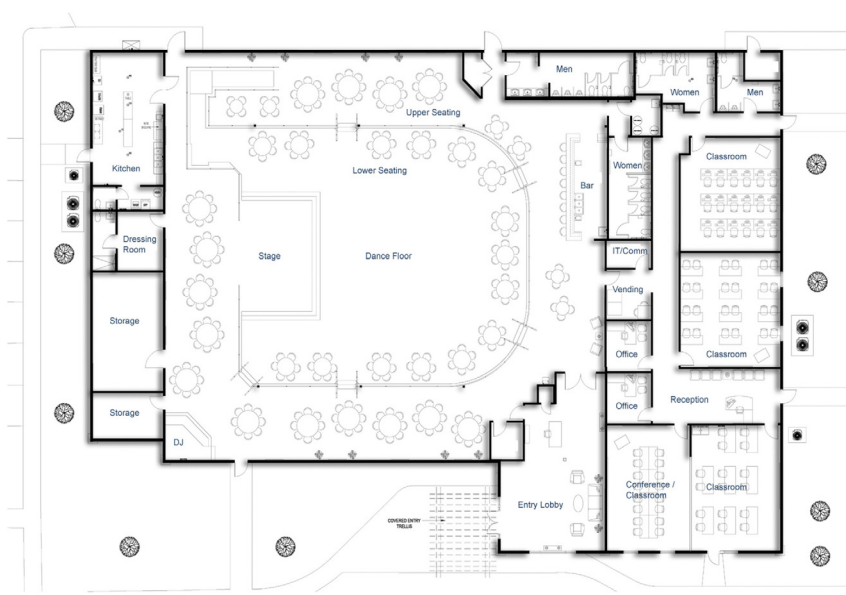 Men
Women
Men
Upper Seating
Kitchen
Lower Seating
Classroom
Women
Bar
Dressing
Room
Stage
Dance Floor
IT/Comm
Vending
Storage
Office
Classroom
Storage
Office
Reception
DJ
Conference /
Classroom
Classroom
Entry Lobby
COVERED ENTRY
TRELLIS